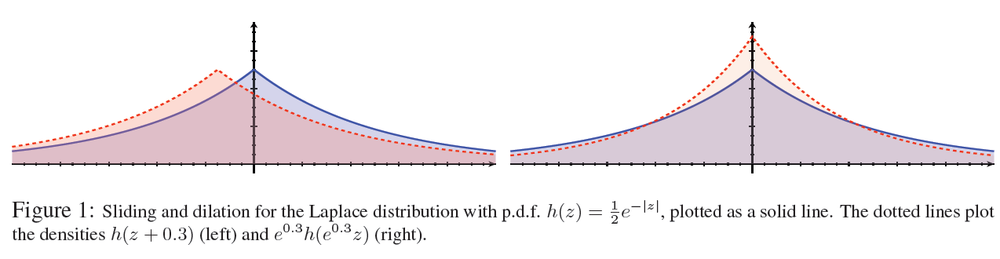 Figure 1: Sliding and dilation for the Laplace distribution with p.d.f. h(z) = ½e^{−|z|}, plotted as a solid line. The dotted lines plot
the densities h(z + 0.3) (left) and e^{0.3}h(e^{0.3}z) (right).